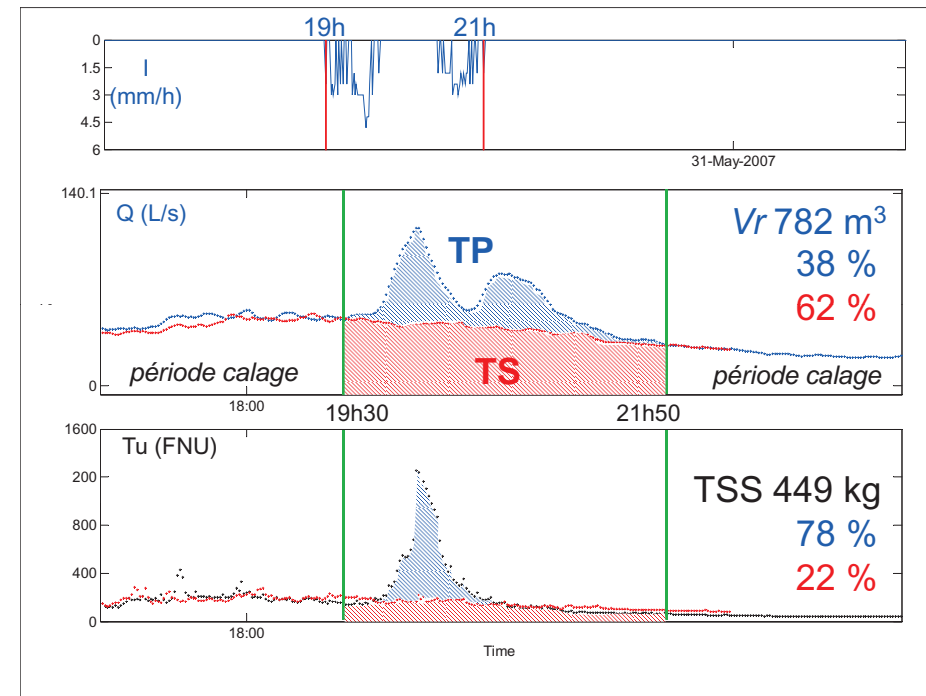 19h 21h
0
1.5
3
4.5
6
I
(mm/h)
31-May-2007
140.1
0
Q (L/s)
TP
TS
Vr 782 m³
38 %
62 %
période calage
période calage
18:00
19h30
21h50
1600
200
800
400
0
Tu (FNU)
TSS 449 kg
78 %
22 %
18:00
Time